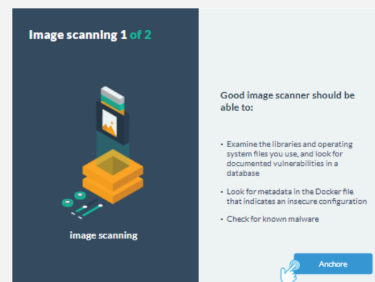 Image scanning 1 of 2
image scanning
Good image scanner should be
able to:
• Examine the libraries and operating
system files you use, and look for
documented vulnerabilities in a
database
• Look for metadata in the Docker file
that indicates an insecure configuration
• Check for known malware
Anchore